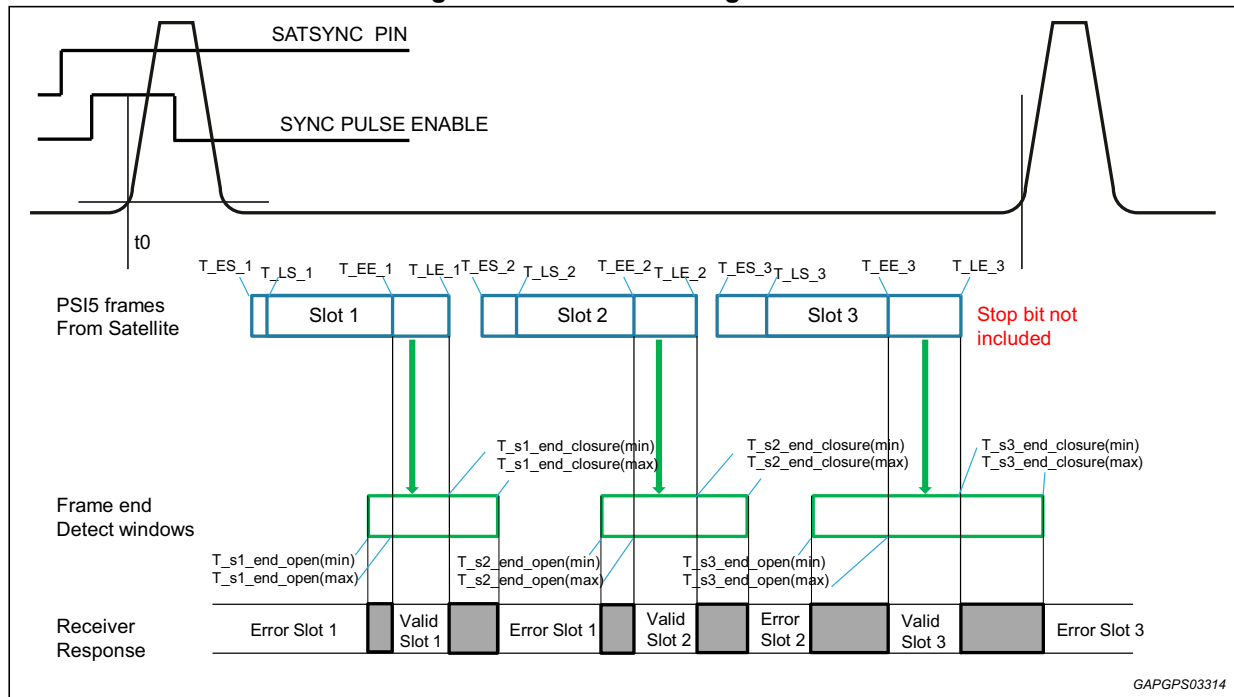 SATSYNC PIN
SYNC PULSE ENABLE
t0
T_ES_1
T_LS_1
T_EE_1
T_LE_1
T_ES_2
T_LS_2
T_EE_2
T_LE_2
T_ES_3
T_LS_3
T_EE_3
T_LE_3
PSI5 frames
From Satellite
Slot 1
Slot 2
Slot 3
Stop bit not
included
T_s1_end_closure(min)
T_s1_end_closure(max)
T_s2_end_closure(min)
T_s2_end_closure(max)
T_s3_end_closure(min)
T_s3_end_closure(max)
Frame end
Detect windows
T_s1_end_open(min)
T_s1_end_open(max)
T_s2_end_open(min)
T_s2_end_open(max)
T_s3_end_open(min)
T_s3_end_open(max)
Receiver
Response
Error Slot 1
Valid
Slot 1
Error Slot 1
Valid
Slot 2
Error
Slot 2
Valid
Slot 3
Error Slot 3
GAPGPS03314